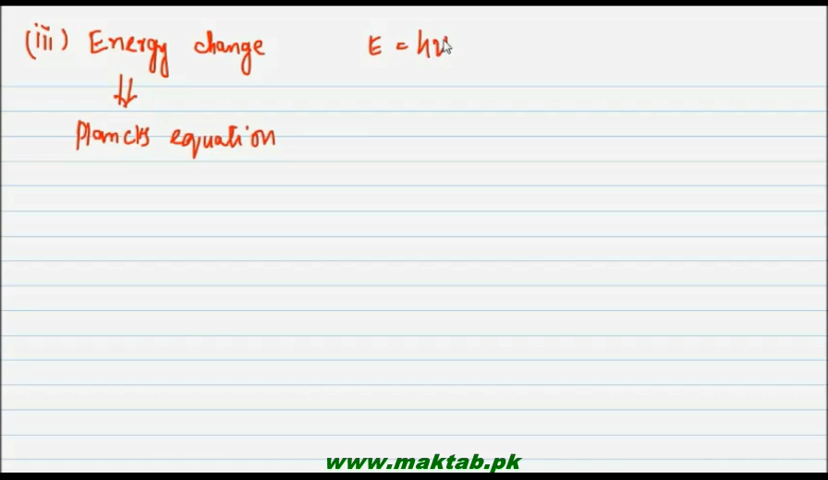 (iii) Energy change E = hν
Plancks equation
www.maktab.pk